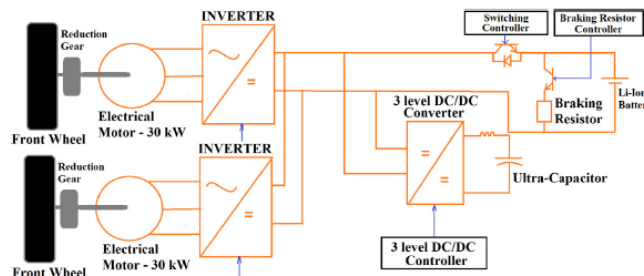 INVERTER
Switching
Controller
Braking Resistor
Controller
Reduction
Gear
Electrical
Motor - 30 kW
Front Wheel
3 level DC/DC
Converter
Braking
Resistor
Li-Ion
INVERTER
Reduction
Gear
Ultra-Capacitor
Electrical
Motor - 30 kW
Front Wheel
3 level DC/DC
Controller